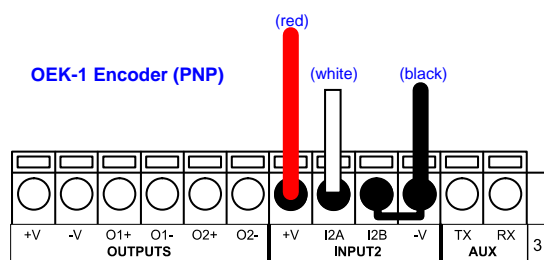 (red)
OEK-1 Encoder (PNP)
(white)
(black)
+V -V O1+ O1- O2+ O2- +V I2A I2B -V TX RX
OUTPUTS INPUT2 AUX 3